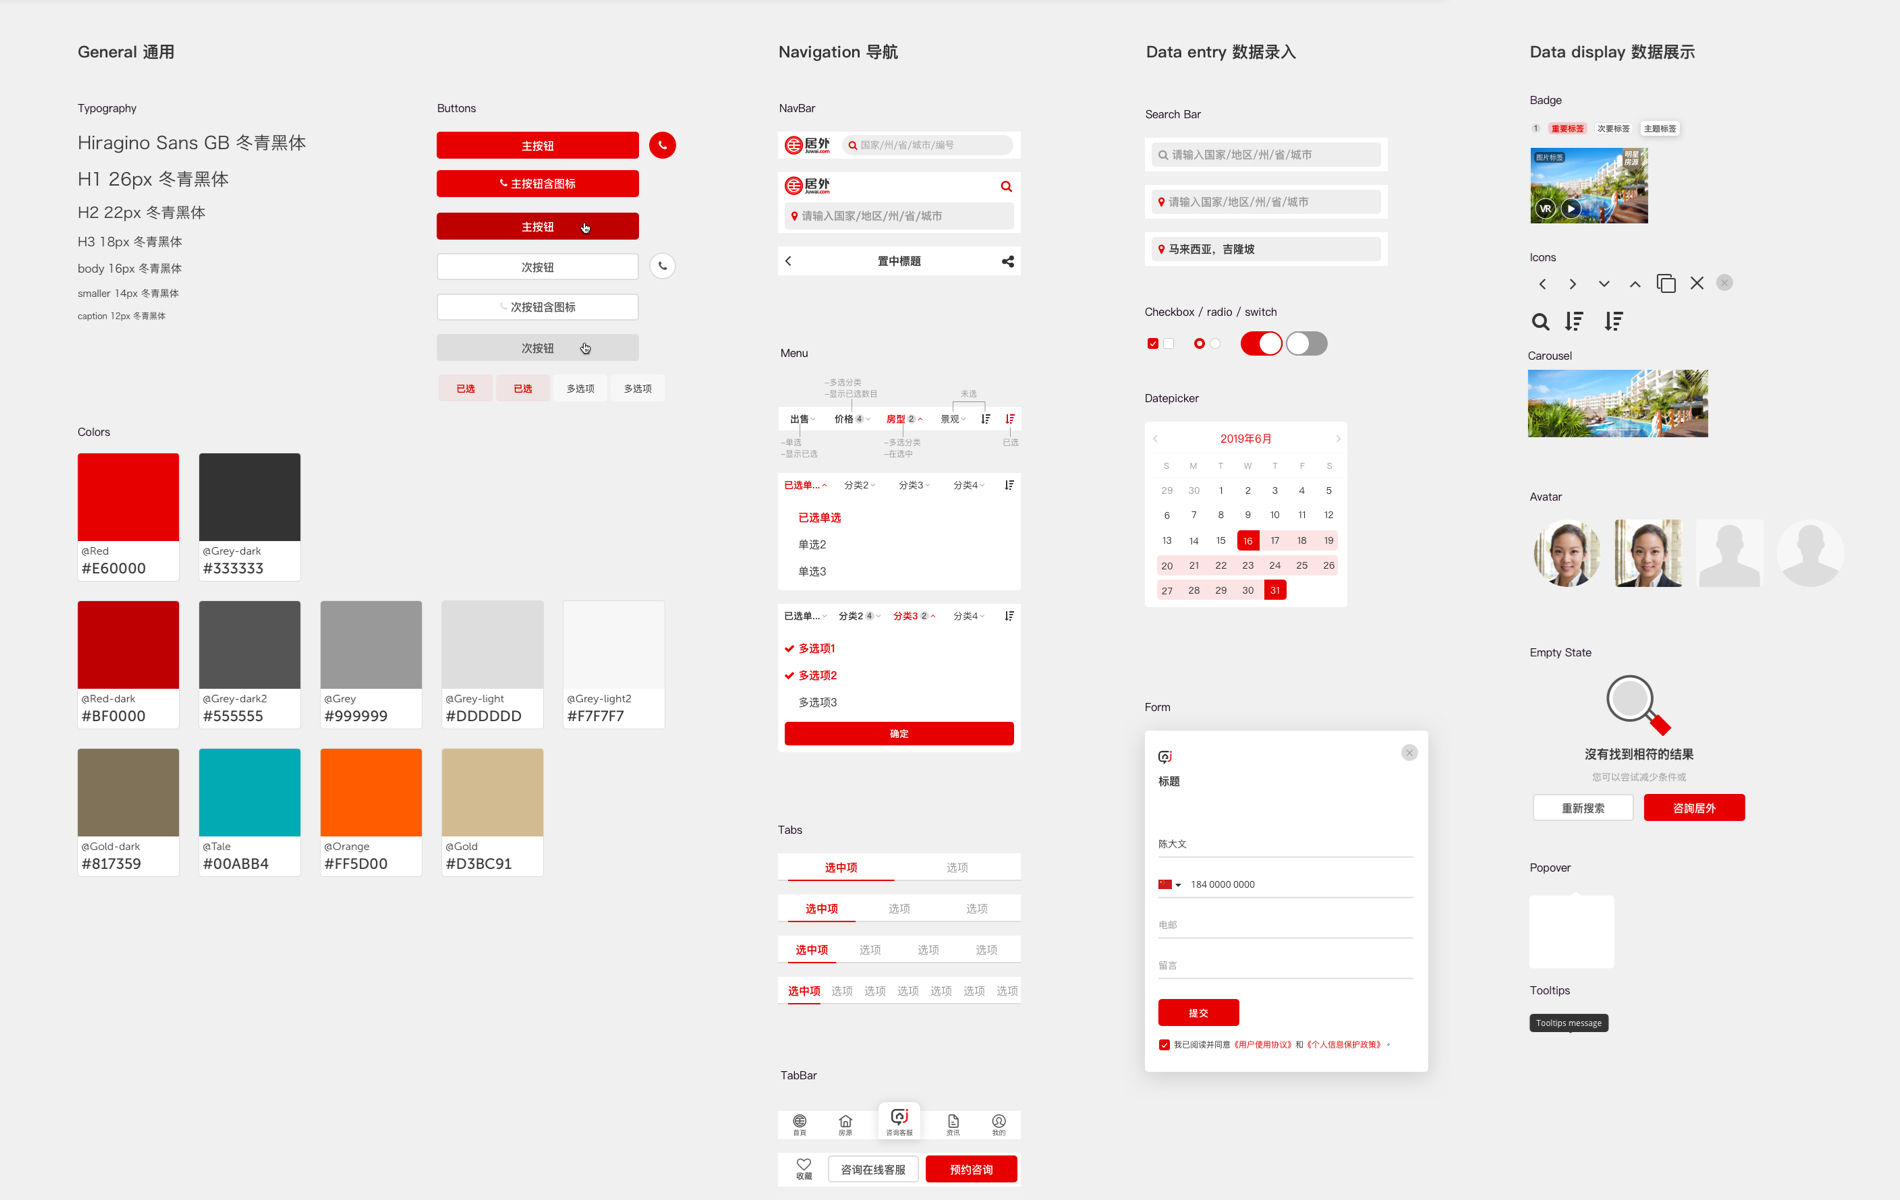 General 通用
Typography
Hiragino Sans GB 冬青黑体
H1 26px 冬青黑体
H2 22px 冬青黑体
H3 18px 冬青黑体
body 16px 冬青黑体
smaller 14px 冬青黑体
caption 12px 冬青黑体
Buttons
主按钮
主按钮含图标
主按钮
次按钮
次按钮含图标
次按钮
已选 已选 多选项 多选项
Colors
@Red
#E60000
@Grey-dark
#333333
@Red-dark
#BF0000
@Grey-dark2
#555555
@Grey
#999999
@Grey-light
#DDDDDD
@Grey-light2
#F7F7F7
@Gold-dark
#817359
@Tale
#00ABB4
@Orange
#FF5D00
@Gold
#D3BC91
Navigation 导航
NavBar
居外
Juwai.com
国家/州/省/城市/编号
居外
Juwai.com
请输入国家/地区/州/省/城市
置中標題
Menu
–多选分类
–显示已选数目
未选
出售 价格 4 房型 2 景观
–单选
–显示已选
–多选分类
–在选中
已选
已选单... 分类2 分类3 分类4
已选单选
单选2
单选3
已选单... 分类2 4 分类3 2 分类4
多选项1
多选项2
多选项3
确定
Tabs
选中项 选项
选中项 选项 选项
选中项 选项 选项 选项
选中项 选项 选项 选项 选项 选项 选项
TabBar
首頁 房源 咨询客服 资讯 我的
收藏 咨询在线客服 预约咨询
Data entry 数据录入
Search Bar
请输入国家/地区/州/省/城市
请输入国家/地区/州/省/城市
马来西亚，吉隆坡
Checkbox / radio / switch
Datepicker
2019年6月
S M T W T F S
29 30 1 2 3 4 5
6 7 8 9 10 11 12
13 14 15 16 17 18 19
20 21 22 23 24 25 26
27 28 29 30 31
Form
标题
陈大文
184 0000 0000
电邮
留言
提交
我已阅读并同意《用户使用协议》和《个人信息保护政策》。
Data display 数据展示
Badge
1 重要标签 次要标签 主题标签
图片标签
明星
房源
VR
Icons
Carousel
Avatar
Empty State
沒有找到相符的结果
您可以尝试减少条件或
重新搜索 咨詢居外
Popover
Tooltips
Tooltips message